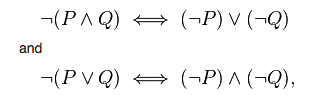 ¬(P ∧ Q) ⟺ (¬P) ∨ (¬Q)
and
¬(P ∨ Q) ⟺ (¬P) ∧ (¬Q),